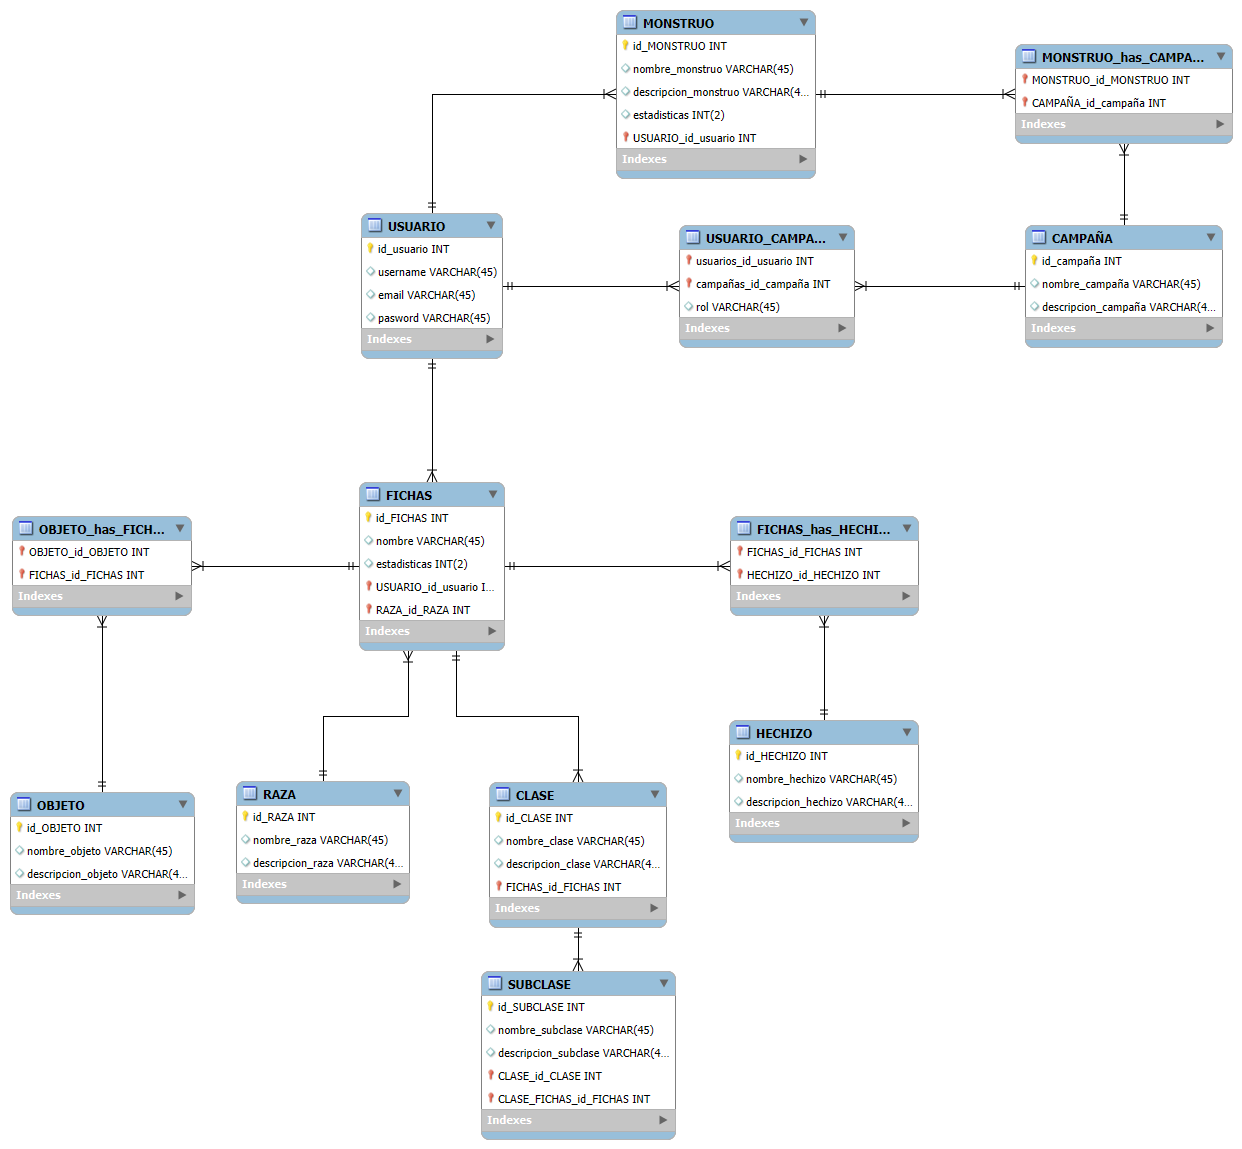 MONSTRUO
id_MONSTRUO INT
nombre_monstruo VARCHAR(45)
descripcion_monstruo VARCHAR(4...
estadisticas INT(2)
USUARIO_id_usuario INT
Indexes
MONSTRUO_has_CAMPA...
MONSTRUO_id_MONSTRUO INT
CAMPAÑA_id_campaña INT
Indexes
USUARIO
id_usuario INT
username VARCHAR(45)
email VARCHAR(45)
pasword VARCHAR(45)
Indexes
USUARIO_CAMPA...
usuarios_id_usuario INT
campañas_id_campaña INT
rol VARCHAR(45)
Indexes
CAMPAÑA
id_campaña INT
nombre_campaña VARCHAR(45)
descripcion_campaña VARCHAR(4...
Indexes
FICHAS
id_FICHAS INT
nombre VARCHAR(45)
estadisticas INT(2)
USUARIO_id_usuario I...
RAZA_id_RAZA INT
Indexes
OBJETO_has_FICH...
OBJETO_id_OBJETO INT
FICHAS_id_FICHAS INT
Indexes
FICHAS_has_HECHI...
FICHAS_id_FICHAS INT
HECHIZO_id_HECHIZO INT
Indexes
HECHIZO
id_HECHIZO INT
nombre_hechizo VARCHAR(45)
descripcion_hechizo VARCHAR(4...
Indexes
OBJETO
id_OBJETO INT
nombre_objeto VARCHAR(45)
descripcion_objeto VARCHAR(4...
Indexes
RAZA
id_RAZA INT
nombre_raza VARCHAR(45)
descripcion_raza VARCHAR(4...
Indexes
CLASE
id_CLASE INT
nombre_clase VARCHAR(45)
descripcion_clase VARCHAR(4...
FICHAS_id_FICHAS INT
Indexes
SUBCLASE
id_SUBCLASE INT
nombre_subclase VARCHAR(45)
descripcion_subclase VARCHAR(4...
CLASE_id_CLASE INT
CLASE_FICHAS_id_FICHAS INT
Indexes